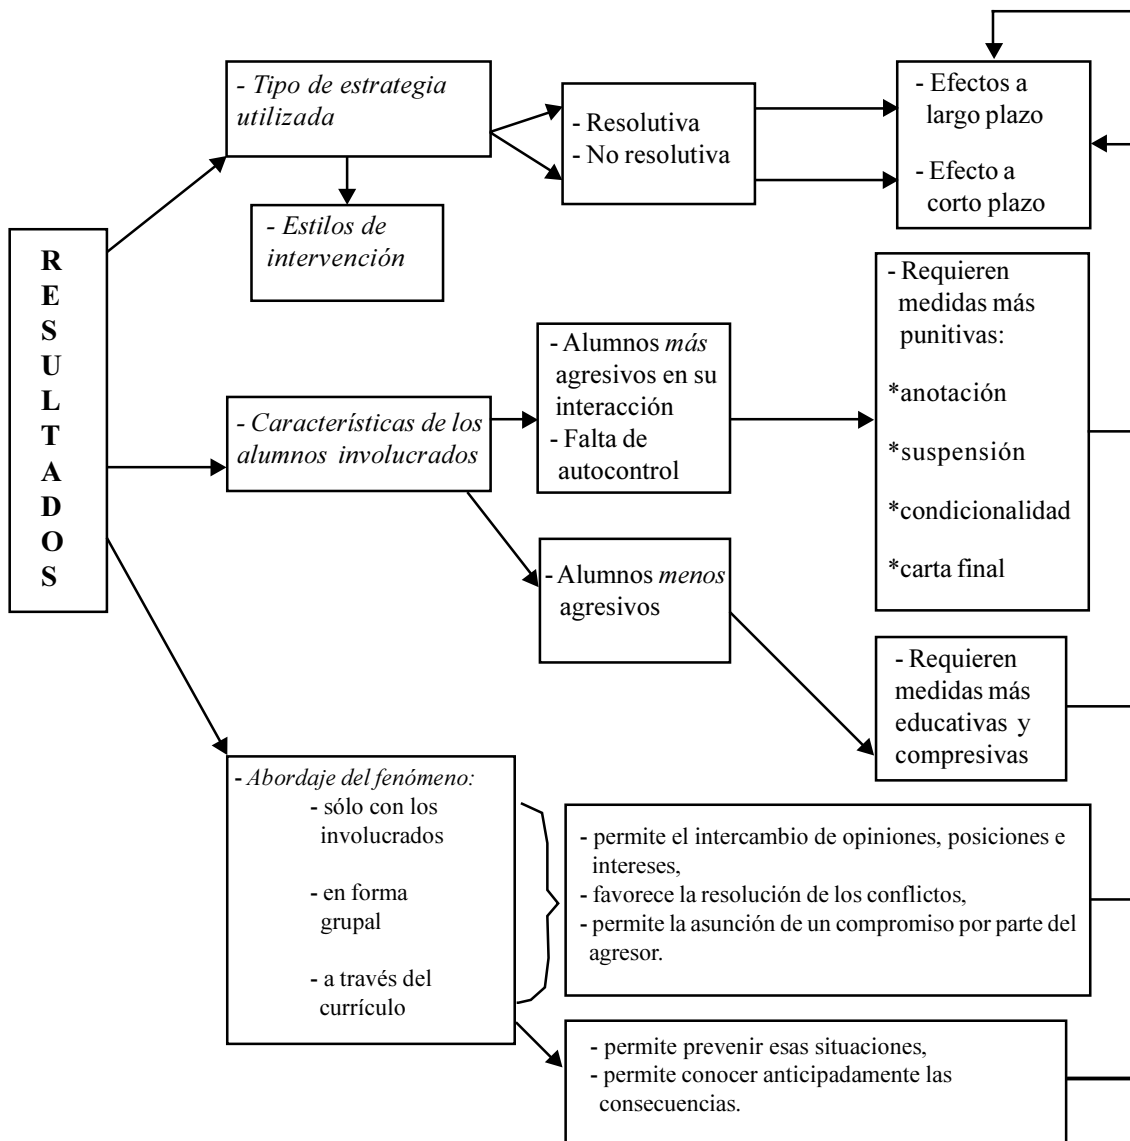 RESULTADOS
- Tipo de estrategia
utilizada
- Estilos de
intervención
- Resolutiva
- No resolutiva
- Efectos a
largo plazo
- Efecto a
corto plazo
- Características de los
alumnos involucrados
- Alumnos más
agresivos en su
interacción
- Falta de
autocontrol
- Requieren
medidas más
punitivas:
*anotación
*suspensión
*condicionalidad
*carta final
- Alumnos menos
agresivos
- Requieren
medidas más
educativas y
compresivas
- Abordaje del fenómeno:
- sólo con los
involucrados
- en forma
grupal
- a través del
currículo
- permite el intercambio de opiniones, posiciones e
intereses,
- favorece la resolución de los conflictos,
- permite la asunción de un compromiso por parte del
agresor.
- permite prevenir esas situaciones,
- permite conocer anticipadamente las
consecuencias.